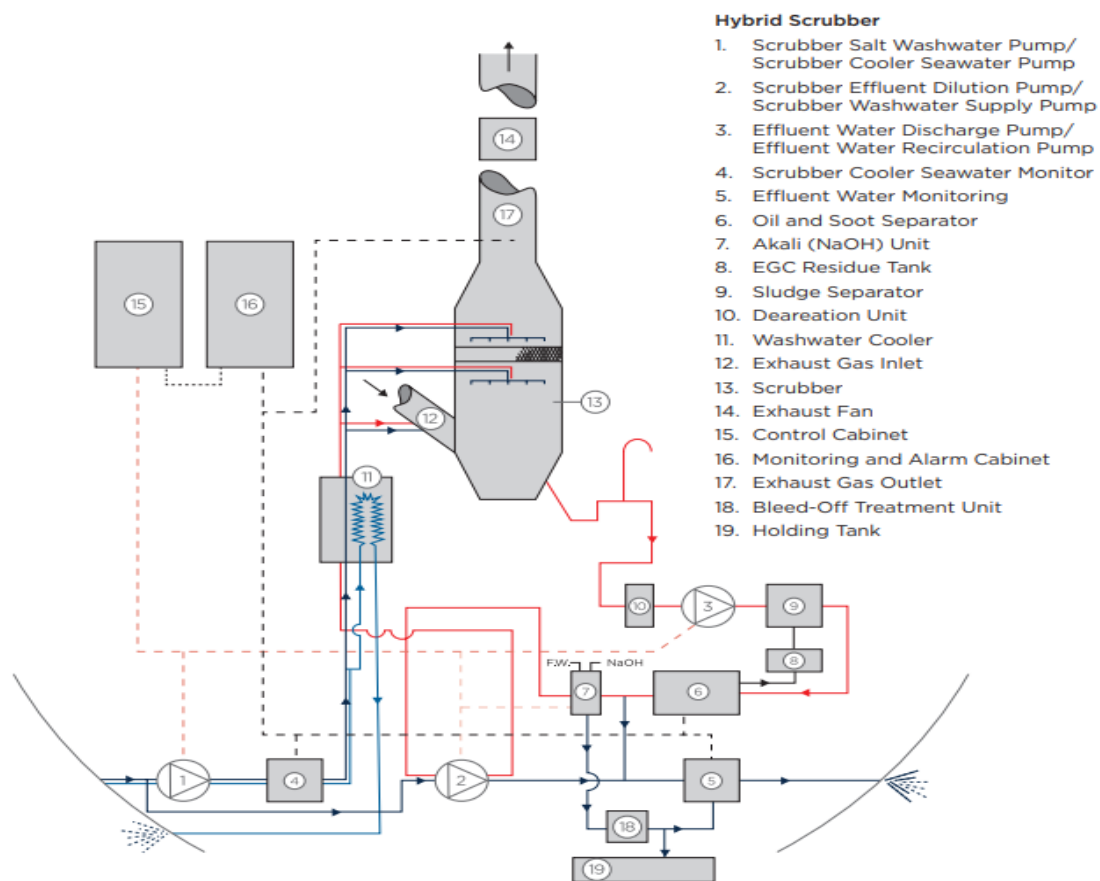 Hybrid Scrubber
1. Scrubber Salt Washwater Pump/
Scrubber Cooler Seawater Pump
2. Scrubber Effluent Dilution Pump/
Scrubber Washwater Supply Pump
3. Effluent Water Discharge Pump/
Effluent Water Recirculation Pump
4. Scrubber Cooler Seawater Monitor
5. Effluent Water Monitoring
6. Oil and Soot Separator
7. Akali (NaOH) Unit
8. EGC Residue Tank
9. Sludge Separator
10. Deareation Unit
11. Washwater Cooler
12. Exhaust Gas Inlet
13. Scrubber
14. Exhaust Fan
15. Control Cabinet
16. Monitoring and Alarm Cabinet
17. Exhaust Gas Outlet
18. Bleed-Off Treatment Unit
19. Holding Tank
14
17
15
16
13
12
11
10
3
9
8
F.W.
NaOH
7
6
1
4
2
5
18
19